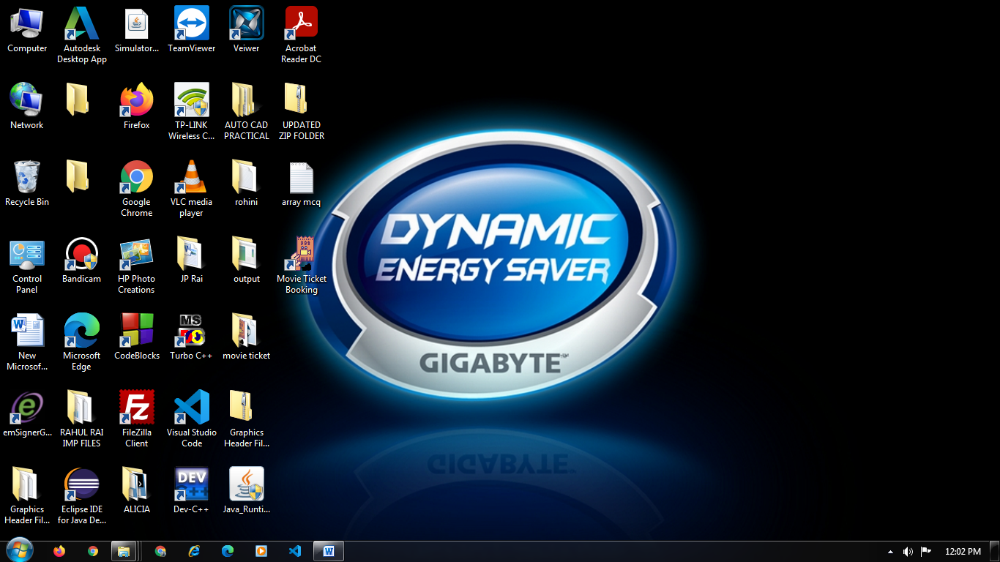 Computer
Autodesk
Desktop App
Simulator...
TeamViewer
Veiwer
Acrobat
Reader DC
Network
Firefox
TP-LINK
Wireless C...
AUTO CAD
PRACTICAL
UPDATED
ZIP FOLDER
Recycle Bin
Google
Chrome
VLC media
player
rohini
array mcq
Control
Panel
Bandicam
HP Photo
Creations
JP Rai
output
Movie Ticket
Booking
New
Microsof...
Microsoft
Edge
CodeBlocks
MS
Turbo C++
movie ticket
emSignerG...
RAHUL RAI
IMP FILES
FileZilla
Client
Visual Studio
Code
Graphics
Header Fil...
Graphics
Header Fil...
Eclipse IDE
for Java De...
ALICIA
DEV
C++
Dev-C++
Java_Runti...
DYNAMIC
ENERGY SAVER
GIGABYTE™
12:02 PM